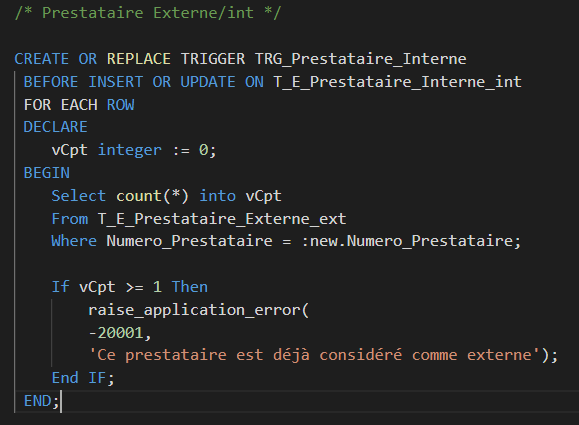 /* Prestataire Externe/int */
CREATE OR REPLACE TRIGGER TRG_Prestataire_Interne
BEFORE INSERT OR UPDATE ON T_E_Prestataire_Interne_int
FOR EACH ROW
DECLARE
vCpt integer := 0;
BEGIN
Select count(*) into vCpt
From T_E_Prestataire_Externe_ext
Where Numero_Prestataire = :new.Numero_Prestataire;
If vCpt >= 1 Then
raise_application_error(
-20001,
'Ce prestataire est déjà considéré comme externe');
End IF;
END;